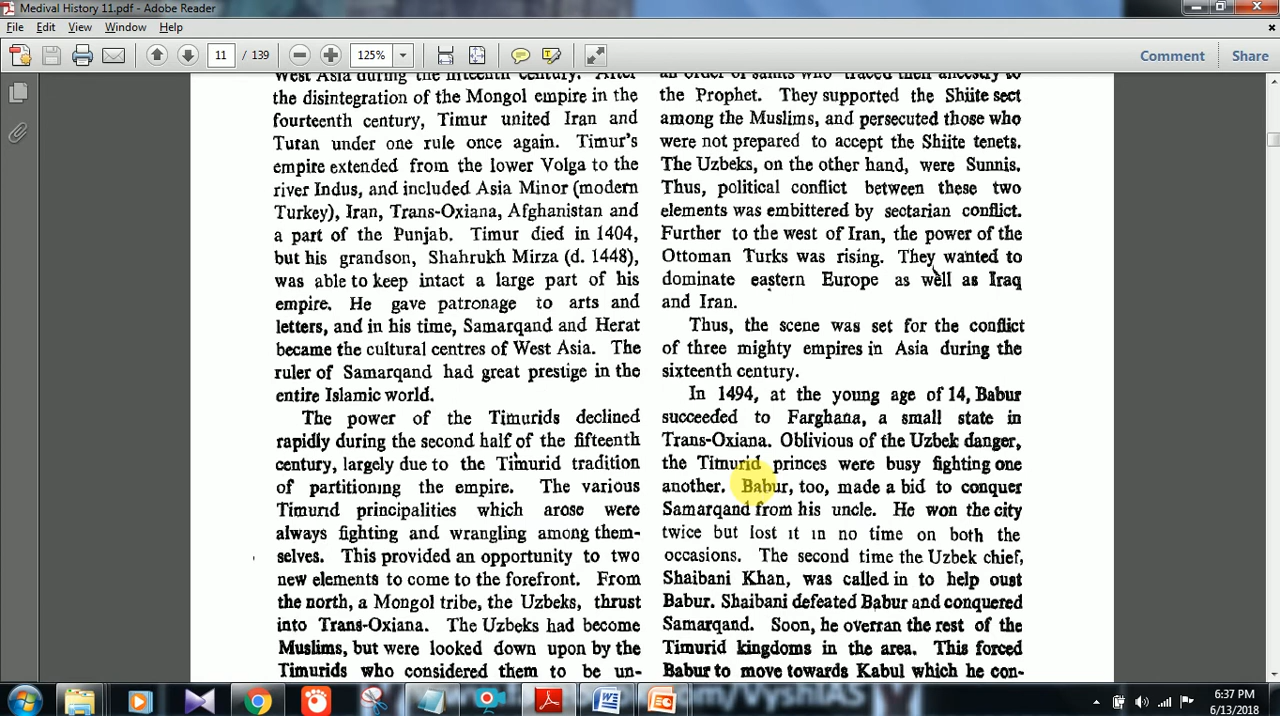 Medival History 11.pdf - Adobe Reader
File Edit View Window Help
11 / 139 125% Comment Share
West Asia during the fifteenth century. After
the disintegration of the Mongol empire in the
fourteenth century, Timur united Iran and
Turan under one rule once again. Timur's
empire extended from the lower Volga to the
river Indus, and included Asia Minor (modern
Turkey), Iran, Trans-Oxiana, Afghanistan and
a part of the Punjab. Timur died in 1404,
but his grandson, Shahrukh Mirza (d. 1448),
was able to keep intact a large part of his
empire. He gave patronage to arts and
letters, and in his time, Samarqand and Herat
became the cultural centres of West Asia. The
ruler of Samarqand had great prestige in the
entire Islamic world.
The power of the Timurids declined
rapidly during the second half of the fifteenth
century, largely due to the Timurid tradition
of partitioning the empire. The various
Timurid principalities which arose were
always fighting and wrangling among them-
selves. This provided an opportunity to two
new elements to come to the forefront. From
the north, a Mongol tribe, the Uzbeks, thrust
into Trans-Oxiana. The Uzbeks had become
Muslims, but were looked down upon by the
Timurids who considered them to be un-
an order of saints who traced their ancestry to
the Prophet. They supported the Shiite sect
among the Muslims, and persecuted those who
were not prepared to accept the Shiite tenets.
The Uzbeks, on the other hand, were Sunnis.
Thus, political conflict between these two
elements was embittered by sectarian conflict.
Further to the west of Iran, the power of the
Ottoman Turks was rising. They wanted to
dominate eastern Europe as well as Iraq
and Iran.
Thus, the scene was set for the conflict
of three mighty empires in Asia during the
sixteenth century.
In 1494, at the young age of 14, Babur
succeeded to Farghana, a small state in
Trans-Oxiana. Oblivious of the Uzbek danger,
the Timurid princes were busy fighting one
another. Babur, too, made a bid to conquer
Samarqand from his uncle. He won the city
twice but lost it in no time on both the
occasions. The second time the Uzbek chief,
Shaibani Khan, was called in to help oust
Babur. Shaibani defeated Babur and conquered
Samarqand. Soon, he overran the rest of the
Timurid kingdoms in the area. This forced
Babur to move towards Kabul which he con-
6:37 PM
6/13/2018